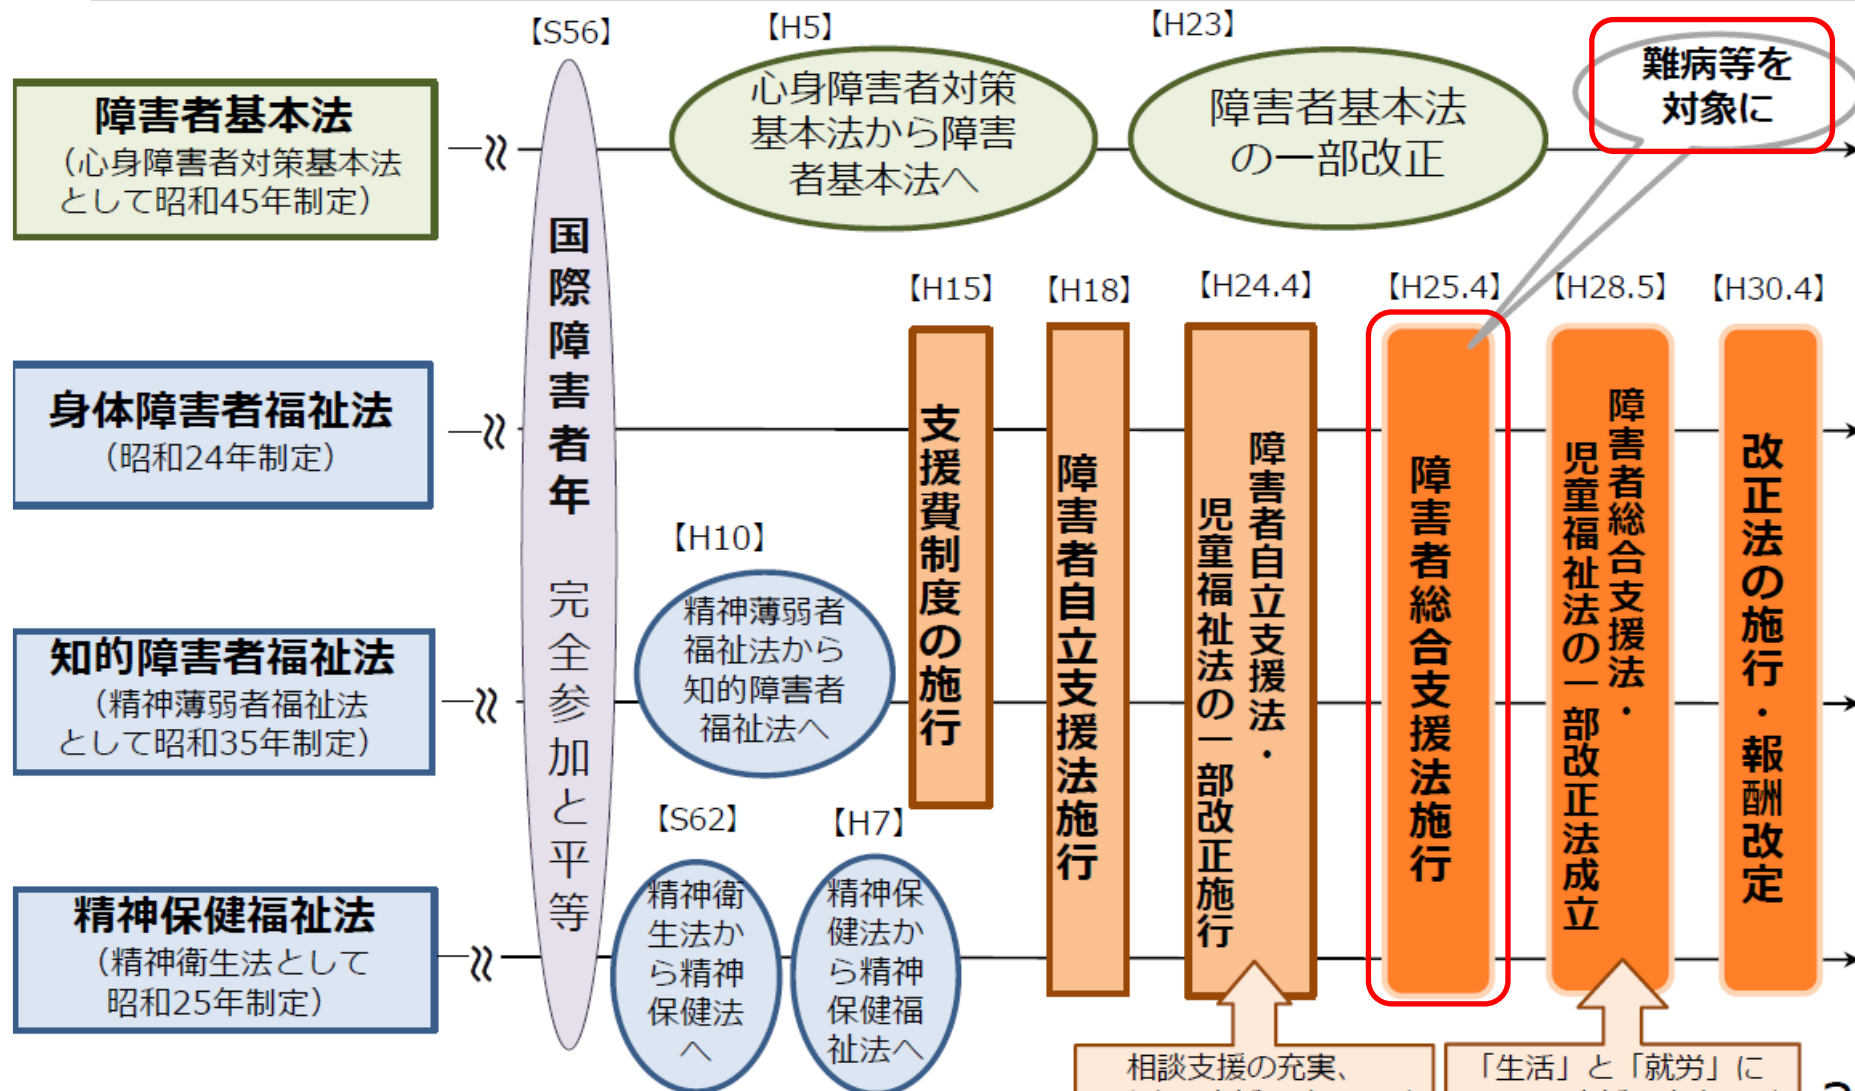 【S56】
【H5】
【H23】
難病等を
対象に
障害者基本法
（心身障害者対策基本法
として昭和45年制定）
心身障害者対策
基本法から障害
者基本法へ
障害者基本法
の一部改正
国際障害者年　完全参加と平等
【H15】
【H18】
【H24.4】
【H25.4】
【H28.5】
【H30.4】
身体障害者福祉法
（昭和24年制定）
支援費制度の施行
障害者自立支援法施行
障害者自立支援法・
児童福祉法の一部改正施行
障害者総合支援法施行
障害者総合支援法・
児童福祉法の一部改正法成立
改正法の施行・報酬改定
【H10】
精神薄弱者
福祉法から
知的障害者
福祉法へ
知的障害者福祉法
（精神薄弱者福祉法
として昭和35年制定）
【S62】
【H7】
精神衛
生法か
ら精神
保健法
へ
精神保
健法か
ら精神
保健福
祉法へ
精神保健福祉法
（精神衛生法として
昭和25年制定）
相談支援の充実、
「生活」と「就労」に